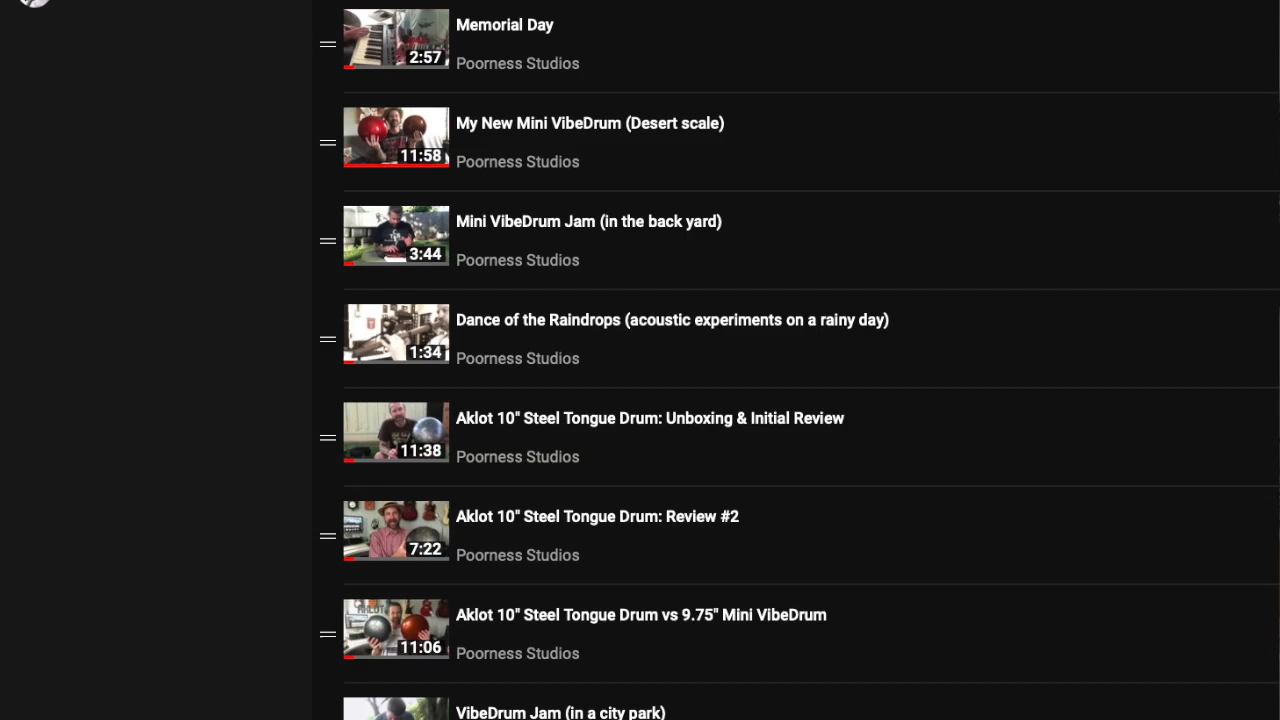 Memorial Day
2:57
Poorness Studios
My New Mini VibeDrum (Desert scale)
11:58
Poorness Studios
Mini VibeDrum Jam (in the back yard)
3:44
Poorness Studios
Dance of the Raindrops (acoustic experiments on a rainy day)
1:34
Poorness Studios
Aklot 10" Steel Tongue Drum: Unboxing & Initial Review
11:38
Poorness Studios
Aklot 10" Steel Tongue Drum: Review #2
7:22
Poorness Studios
AKLOT
Aklot 10" Steel Tongue Drum vs 9.75" Mini VibeDrum
11:06
Poorness Studios
VibeDrum Jam (in a city park)